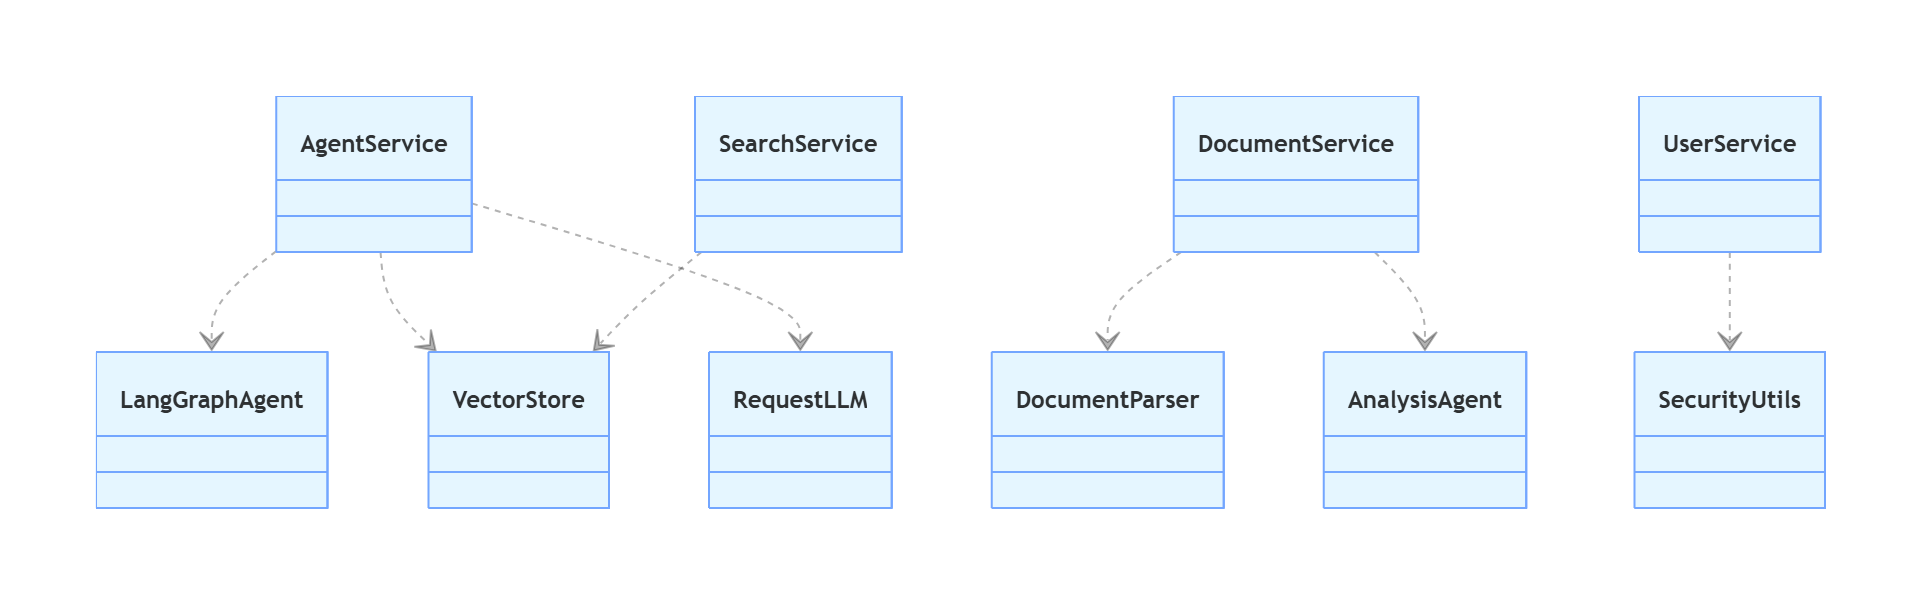 AgentService
SearchService
DocumentService
UserService
LangGraphAgent
VectorStore
RequestLLM
DocumentParser
AnalysisAgent
SecurityUtils